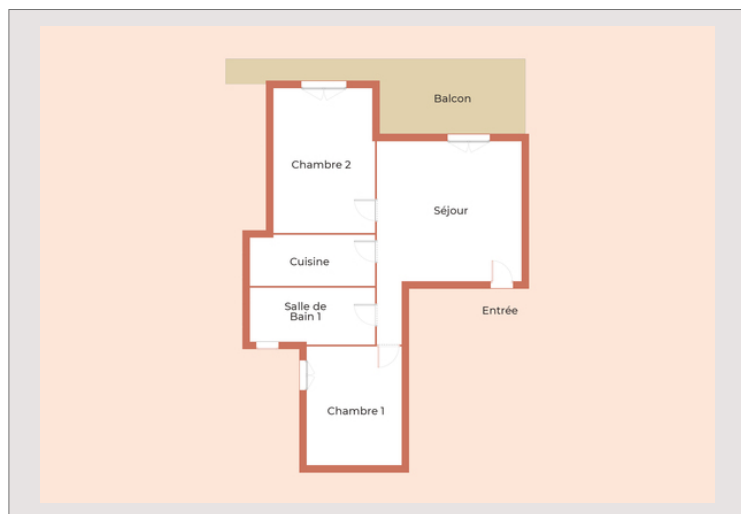 Balcon
Chambre 2
Séjour
Cuisine
Salle de
Bain 1
Entrée
Chambre 1